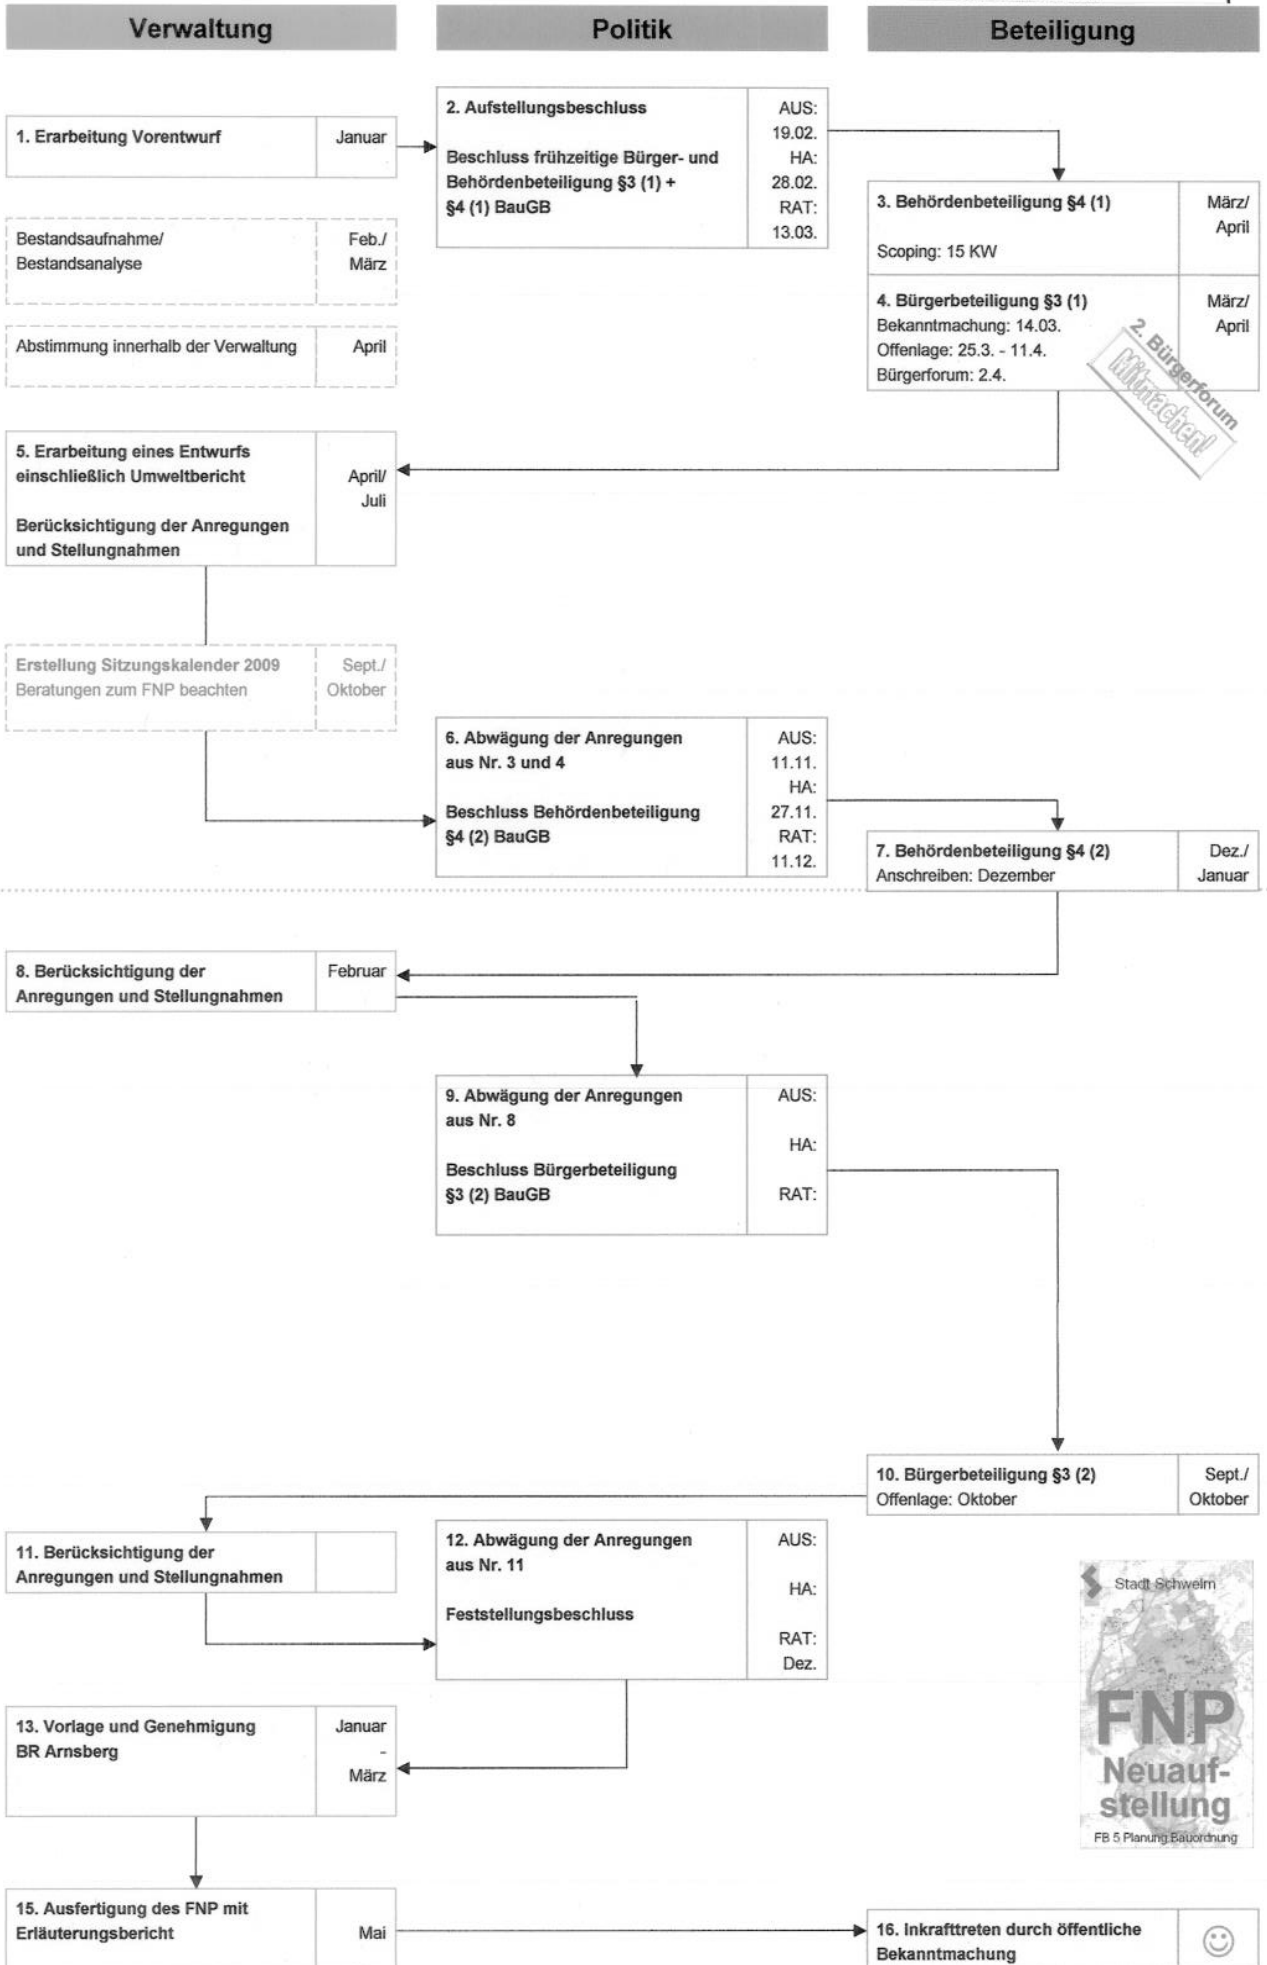 Verwaltung
Politik
Beteiligung
1. Erarbeitung Vorentwurf
Januar
2. Aufstellungsbeschluss
Beschluss frühzeitige Bürger- und
Behördenbeteiligung §3 (1) +
§4 (1) BauGB
AUS:
19.02.
HA:
28.02.
RAT:
13.03.
3. Behördenbeteiligung §4 (1)
Scoping: 15 KW
März/
April
4. Bürgerbeteiligung §3 (1)
Bekanntmachung: 14.03.
Offenlage: 25.3. - 11.4.
Bürgerforum: 2.4.
März/
April
2. Bürgerforum
Mitmachen!
Bestandsaufnahme/
Bestandsanalyse
Feb./
März
Abstimmung innerhalb der Verwaltung
April
5. Erarbeitung eines Entwurfs
einschließlich Umweltbericht
Berücksichtigung der Anregungen
und Stellungnahmen
April/
Juli
Erstellung Sitzungskalender 2009
Beratungen zum FNP beachten
Sept./
Oktober
6. Abwägung der Anregungen
aus Nr. 3 und 4
Beschluss Behördenbeteiligung
§4 (2) BauGB
AUS:
11.11.
HA:
27.11.
RAT:
11.12.
7. Behördenbeteiligung §4 (2)
Anschreiben: Dezember
Dez./
Januar
8. Berücksichtigung der
Anregungen und Stellungnahmen
Februar
9. Abwägung der Anregungen
aus Nr. 8
Beschluss Bürgerbeteiligung
§3 (2) BauGB
AUS:
HA:
RAT:
10. Bürgerbeteiligung §3 (2)
Offenlage: Oktober
Sept./
Oktober
11. Berücksichtigung der
Anregungen und Stellungnahmen
12. Abwägung der Anregungen
aus Nr. 11
Feststellungsbeschluss
AUS:
HA:
RAT:
Dez.
Stadt Schwelm
FNP
Neuauf-
stellung
FB 5 Planung Bauordnung
13. Vorlage und Genehmigung
BR Arnsberg
Januar
-
März
15. Ausfertigung des FNP mit
Erläuterungsbericht
Mai
16. Inkrafttreten durch öffentliche
Bekanntmachung